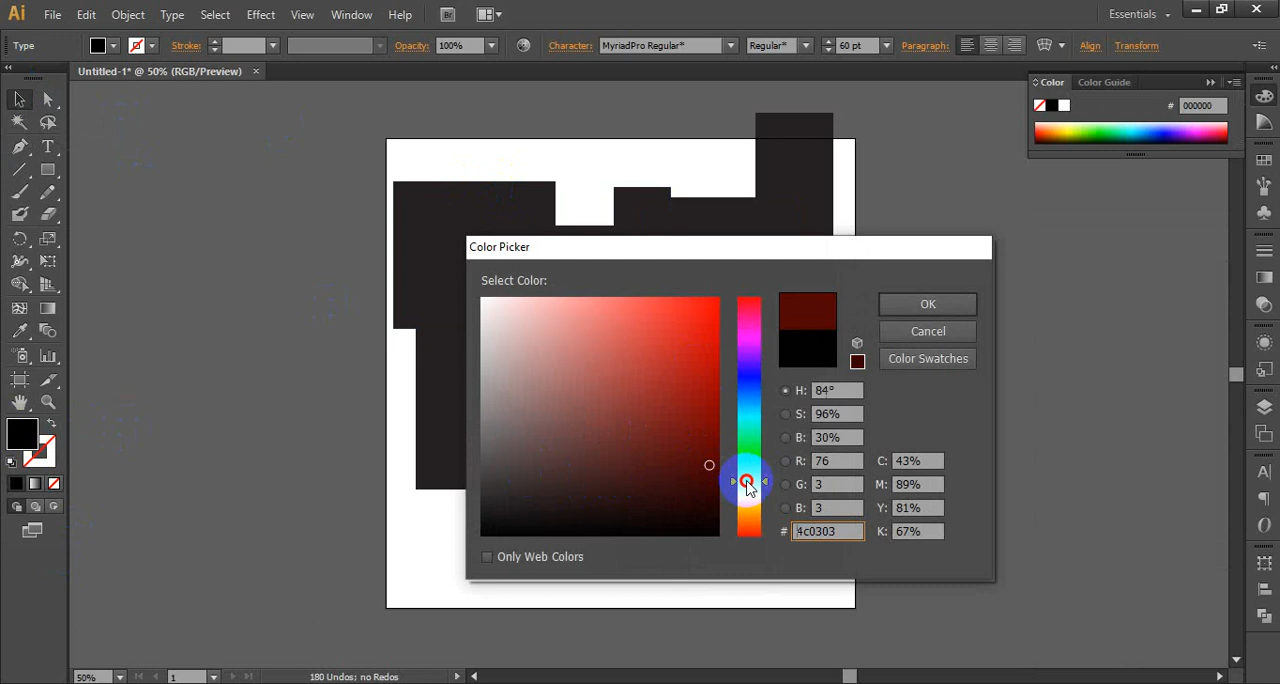 Ai File Edit Object Type Select Effect View Window Help Br Essentials
Type Stroke: Opacity: 100% Character: MyriadPro Regular* Regular* 60 pt Paragraph: Align Transform
Untitled-1* @ 50% (RGB/Preview) ×
Color Color Guide
# 000000
Color Picker
Select Color:
OK
Cancel
Color Swatches
H: 84°
S: 96%
B: 30%
R: 76 C: 43%
G: 3 M: 89%
B: 3 Y: 81%
# 4c0303 K: 67%
Only Web Colors
50% 1 180 Undos; no Redos